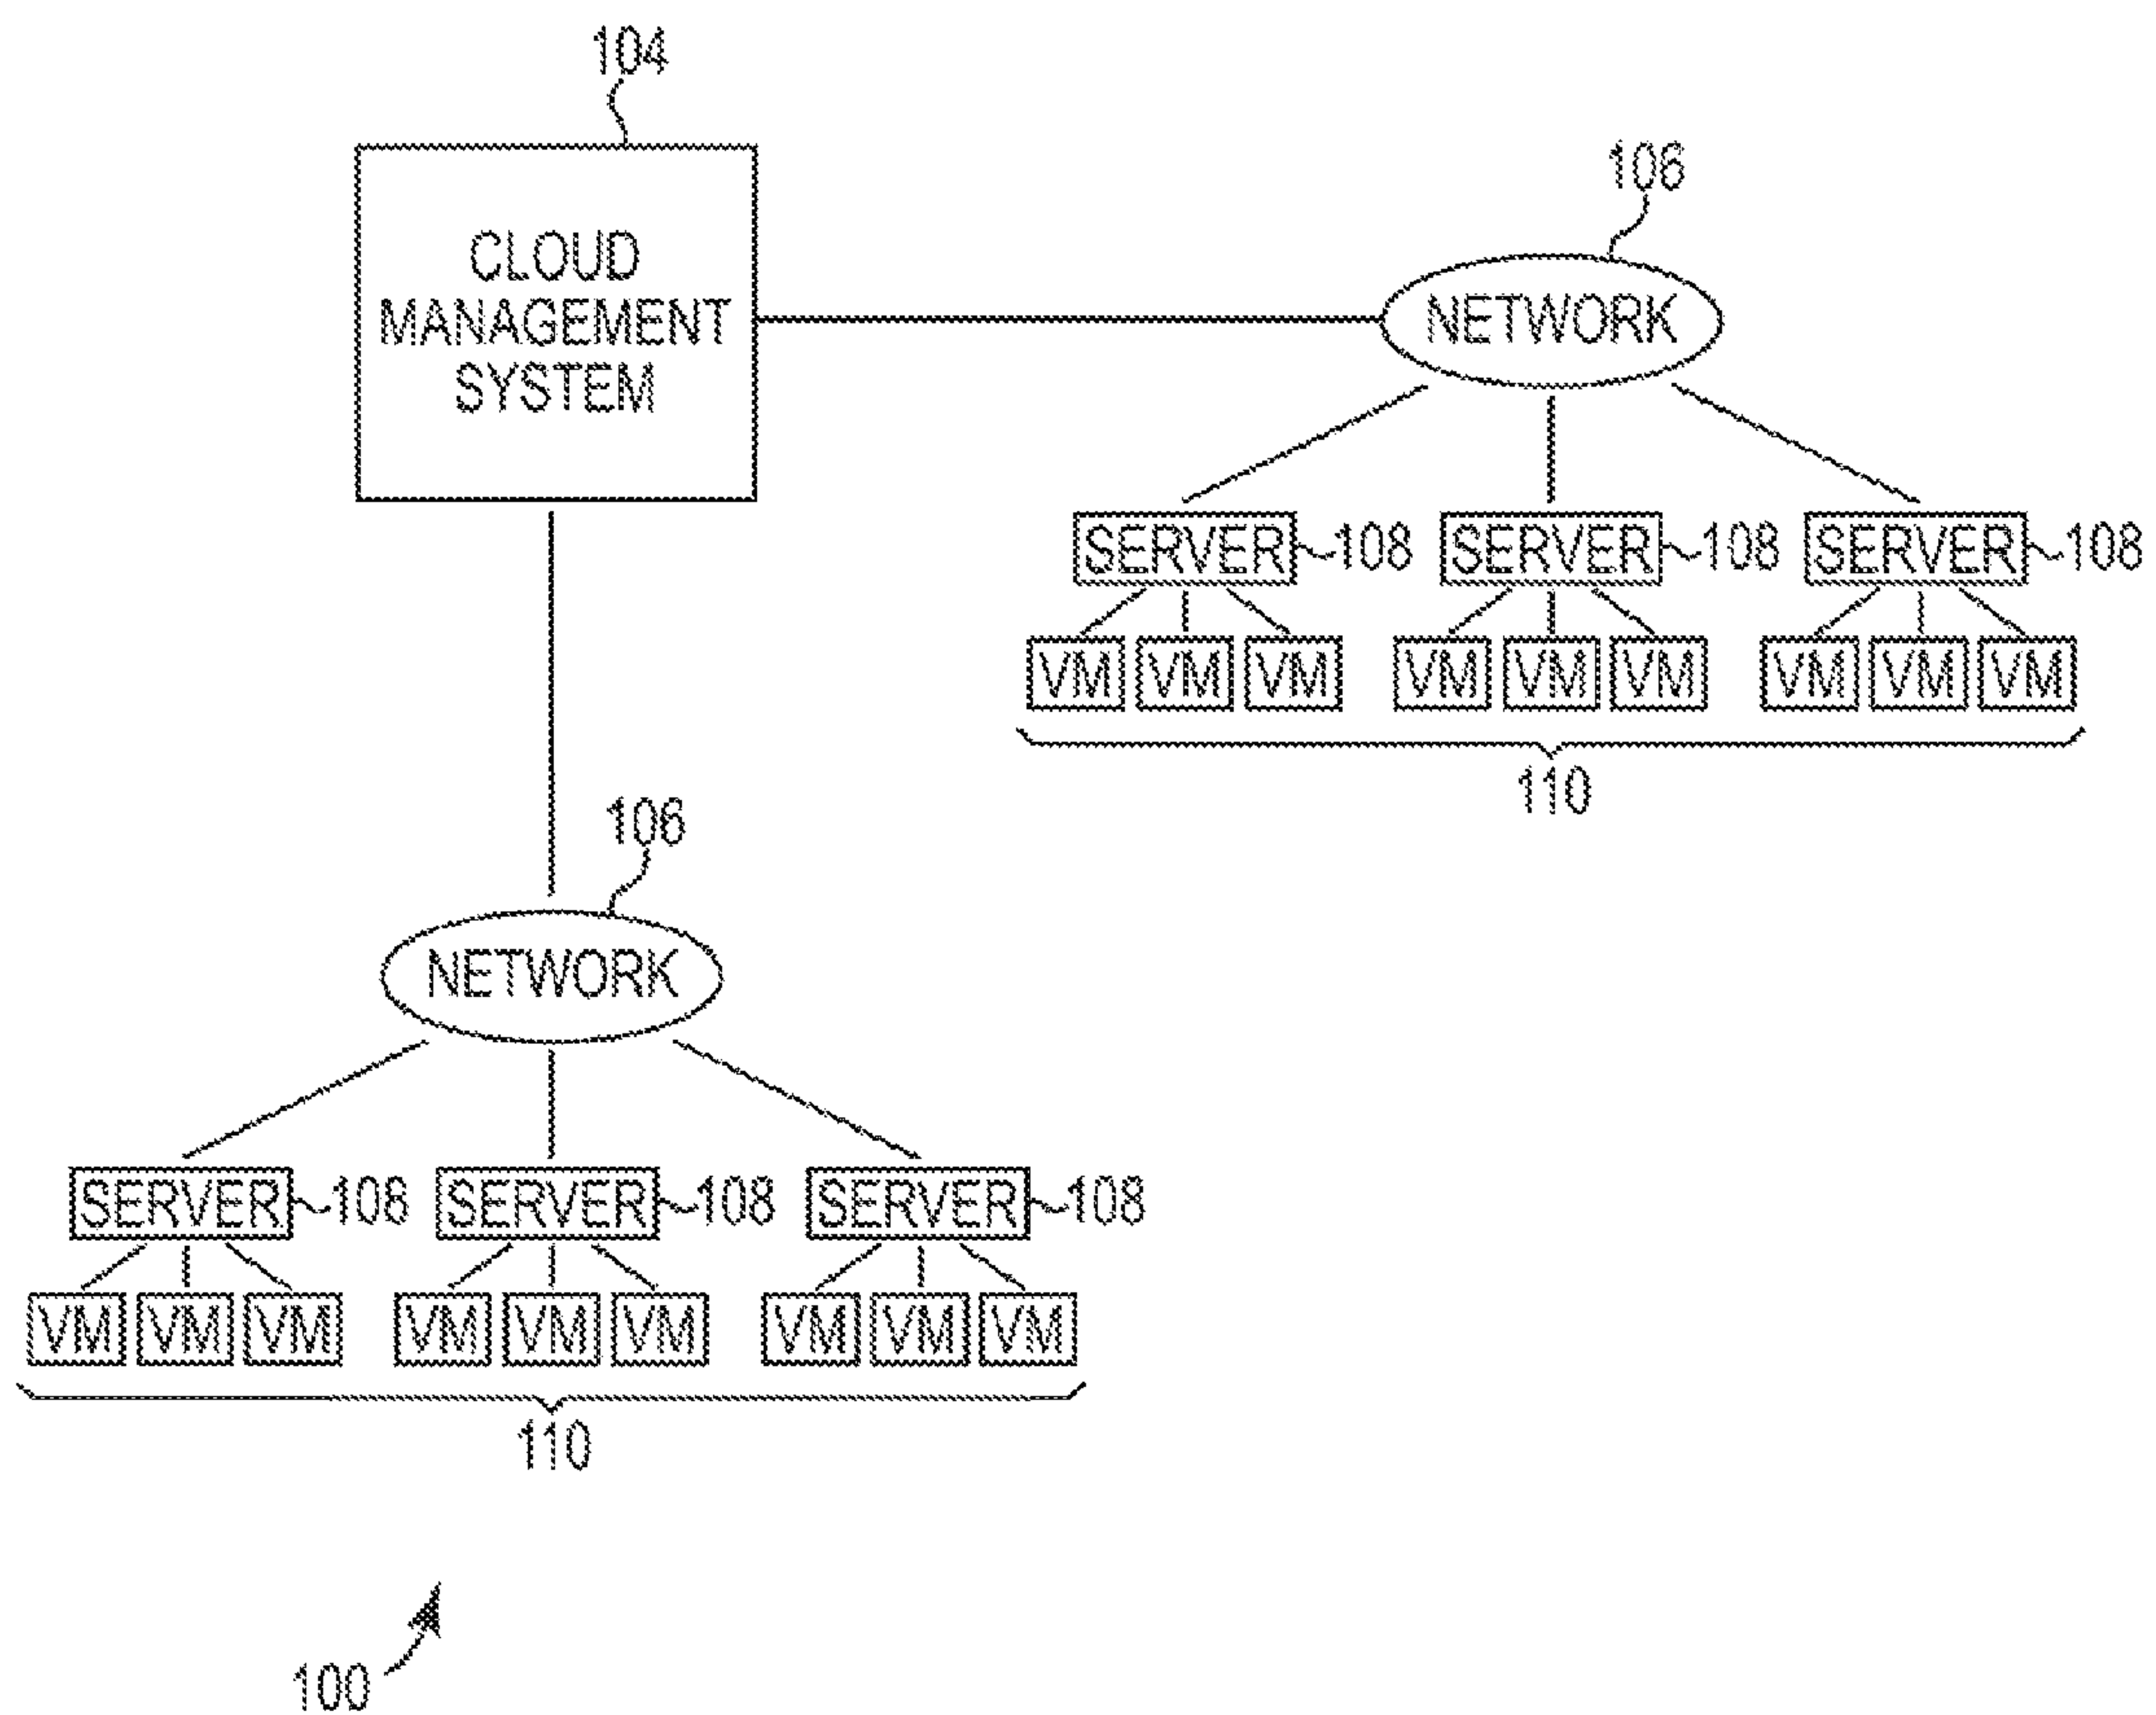 104
CLOUD
MANAGEMENT
SYSTEM
106
NETWORK
SERVER 108 SERVER 108 SERVER 108
VM VM VM VM VM VM VM VM VM
110
106
NETWORK
SERVER 108 SERVER 108 SERVER 108
VM VM VM VM VM VM VM VM VM
110
100